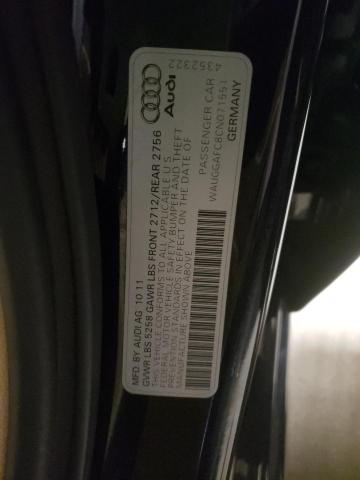 MFD. BY AUDI AG 10 11
GVWR LBS 5258 GAWR LBS FRONT 2712/REAR 2756
THIS VEHICLE CONFORMS TO ALL APPLICABLE U.S.
FEDERAL MOTOR VEHICLE SAFETY BUMPER AND THEFT
PREVENTION STANDARDS IN EFFECT ON THE DATE OF
MANUFACTURE SHOWN ABOVE
Audi
4352322
PASSENGER CAR
WAUGGAFC8CN071551
GERMANY